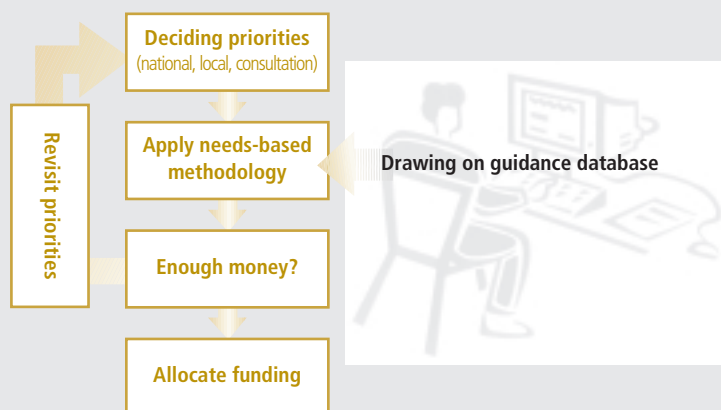 Deciding priorities
(national, local, consultation)
Apply needs-based
methodology
Drawing on guidance database
Revisit priorities
Enough money?
Allocate funding